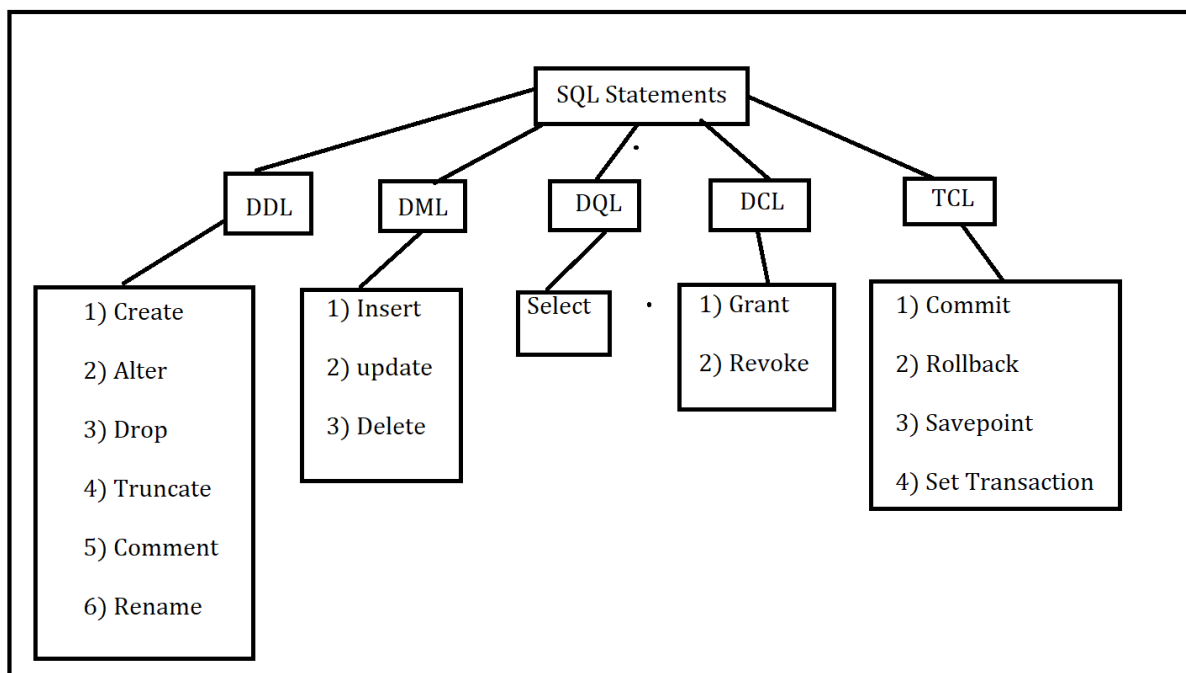 SQL Statements
DDL
DML
DQL
DCL
TCL
1) Create
2) Alter
3) Drop
4) Truncate
5) Comment
6) Rename
1) Insert
2) update
3) Delete
Select
1) Grant
2) Revoke
1) Commit
2) Rollback
3) Savepoint
4) Set Transaction